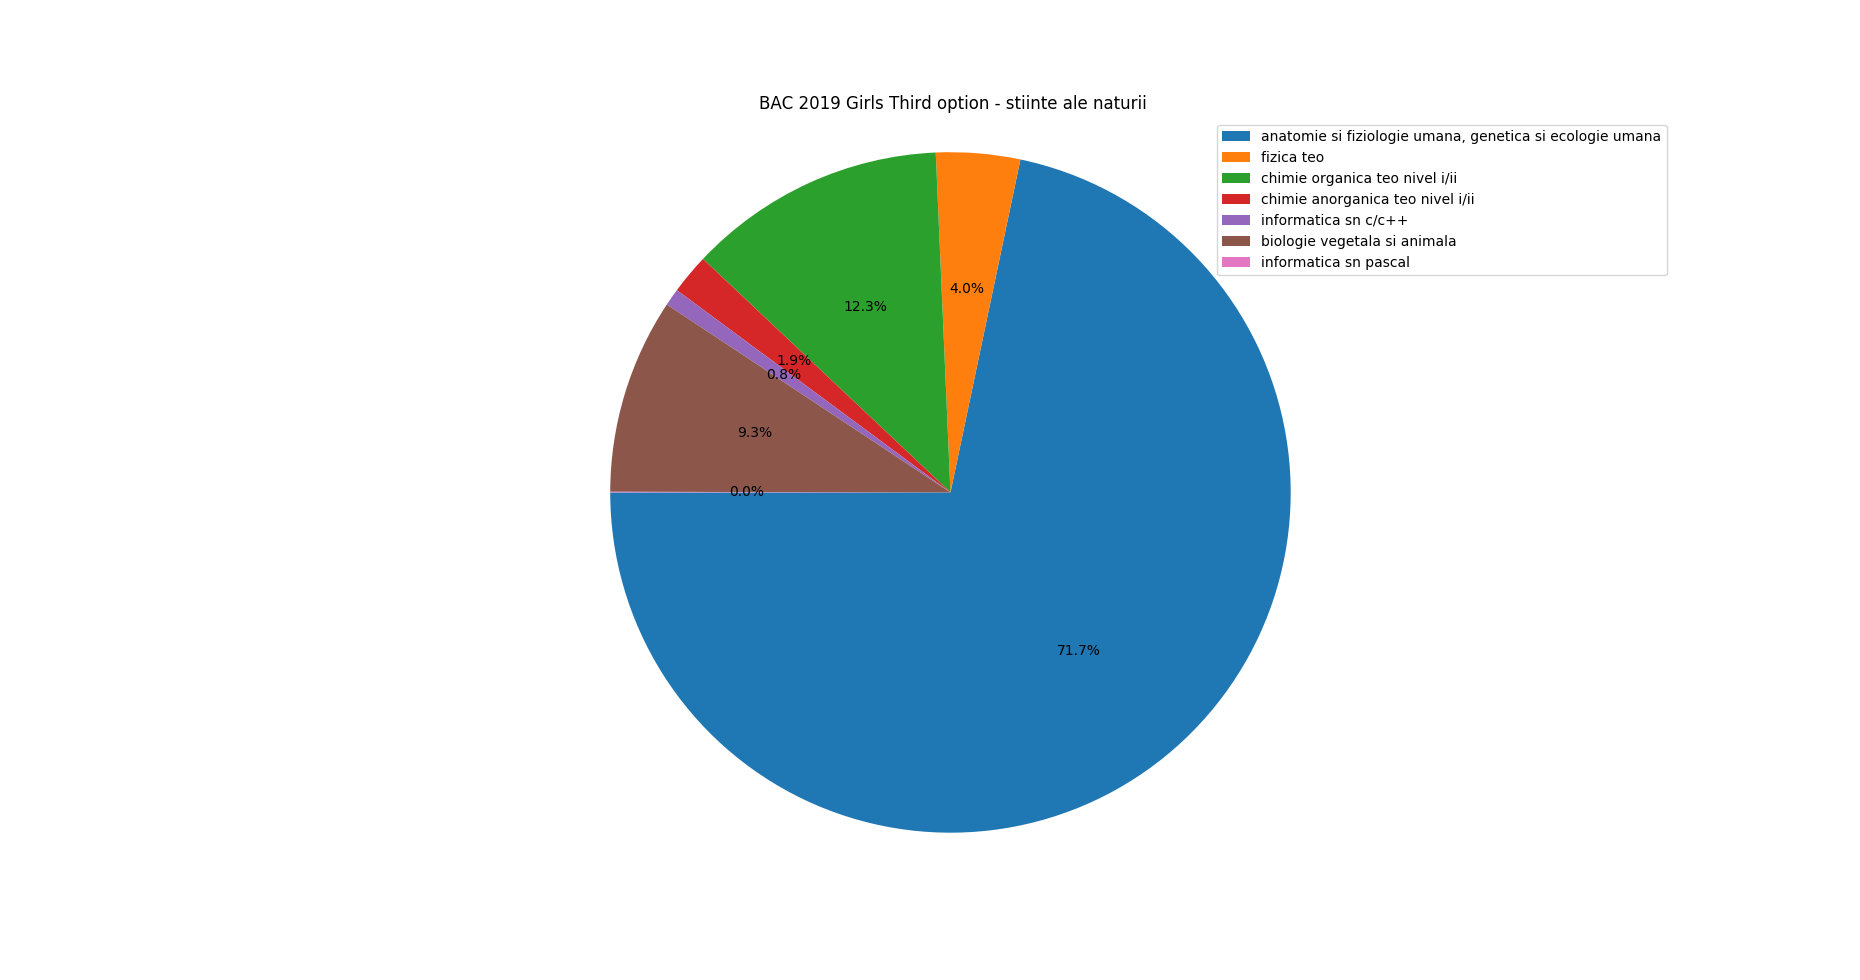 BAC 2019 Girls Third option - stiinte ale naturii
anatomie si fiziologie umana, genetica si ecologie umana
fizica teo
chimie organica teo nivel i/ii
chimie anorganica teo nivel i/ii
informatica sn c/c++
biologie vegetala si animala
informatica sn pascal
4.0%
12.3%
1.9%
0.8%
9.3%
0.0%
71.7%